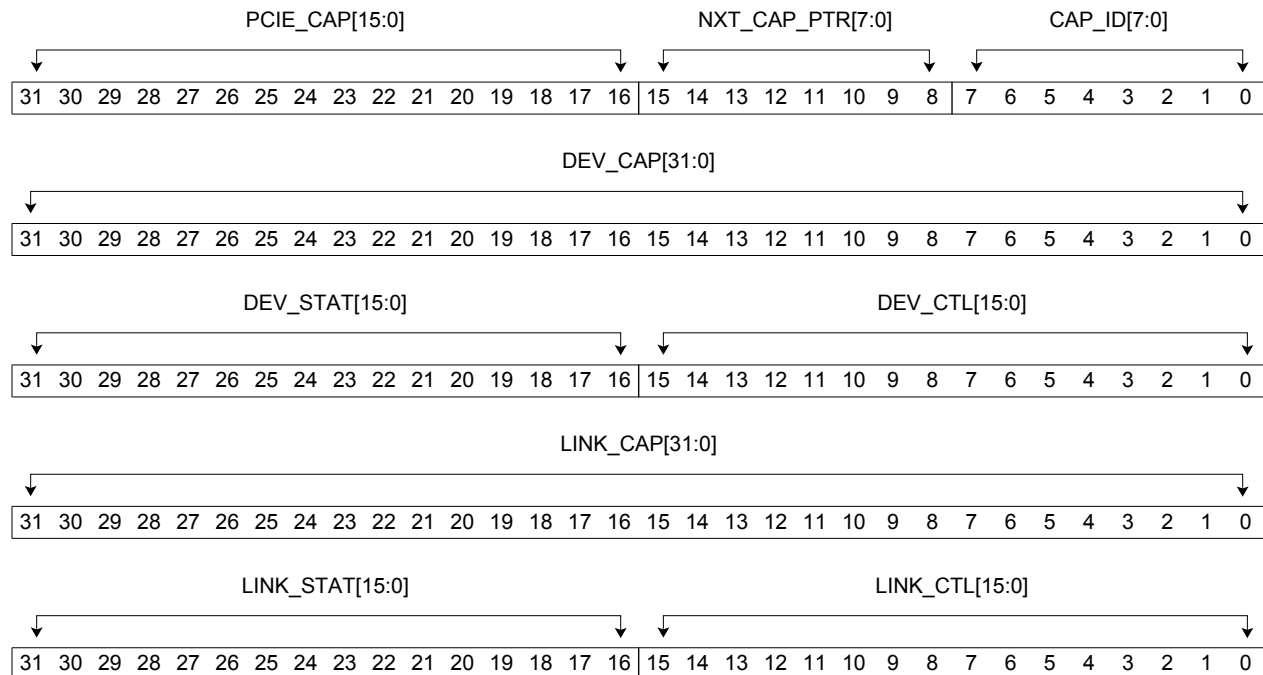 PCIE_CAP[15:0] NXT_CAP_PTR[7:0] CAP_ID[7:0]
31 30 29 28 27 26 25 24 23 22 21 20 19 18 17 16 15 14 13 12 11 10 9 8 7 6 5 4 3 2 1 0
DEV_CAP[31:0]
31 30 29 28 27 26 25 24 23 22 21 20 19 18 17 16 15 14 13 12 11 10 9 8 7 6 5 4 3 2 1 0
DEV_STAT[15:0] DEV_CTL[15:0]
31 30 29 28 27 26 25 24 23 22 21 20 19 18 17 16 15 14 13 12 11 10 9 8 7 6 5 4 3 2 1 0
LINK_CAP[31:0]
31 30 29 28 27 26 25 24 23 22 21 20 19 18 17 16 15 14 13 12 11 10 9 8 7 6 5 4 3 2 1 0
LINK_STAT[15:0] LINK_CTL[15:0]
31 30 29 28 27 26 25 24 23 22 21 20 19 18 17 16 15 14 13 12 11 10 9 8 7 6 5 4 3 2 1 0